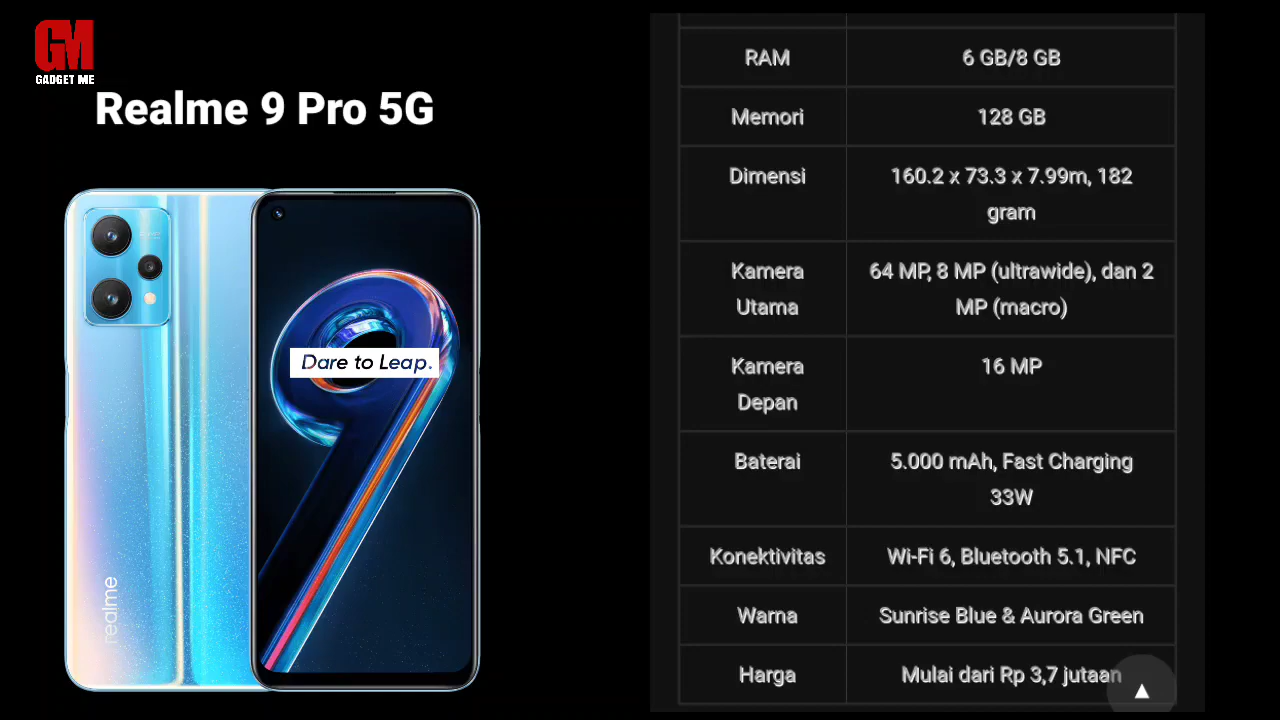 GM
GADGET ME
Realme 9 Pro 5G
Dare to Leap.
realme
RAM
6 GB/8 GB
Memori
128 GB
Dimensi
160.2 x 73.3 x 7.99m, 182
gram
Kamera
Utama
64 MP, 8 MP (ultrawide), dan 2
MP (macro)
Kamera
Depan
16 MP
Baterai
5.000 mAh, Fast Charging
33W
Konektivitas
Wi-Fi 6, Bluetooth 5.1, NFC
Warna
Sunrise Blue & Aurora Green
Harga
Mulai dari Rp 3,7 jutaan